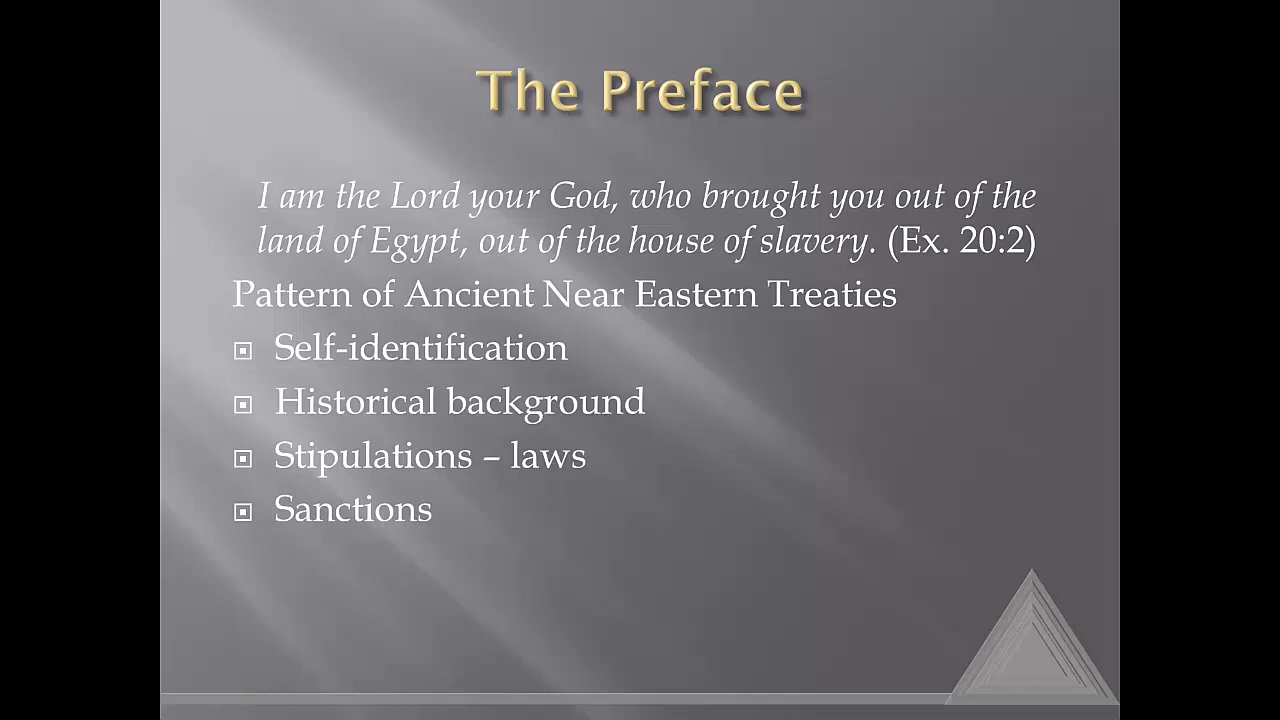 The Preface
I am the Lord your God, who brought you out of the
land of Egypt, out of the house of slavery. (Ex. 20:2)
Pattern of Ancient Near Eastern Treaties
Self-identification
Historical background
Stipulations – laws
Sanctions